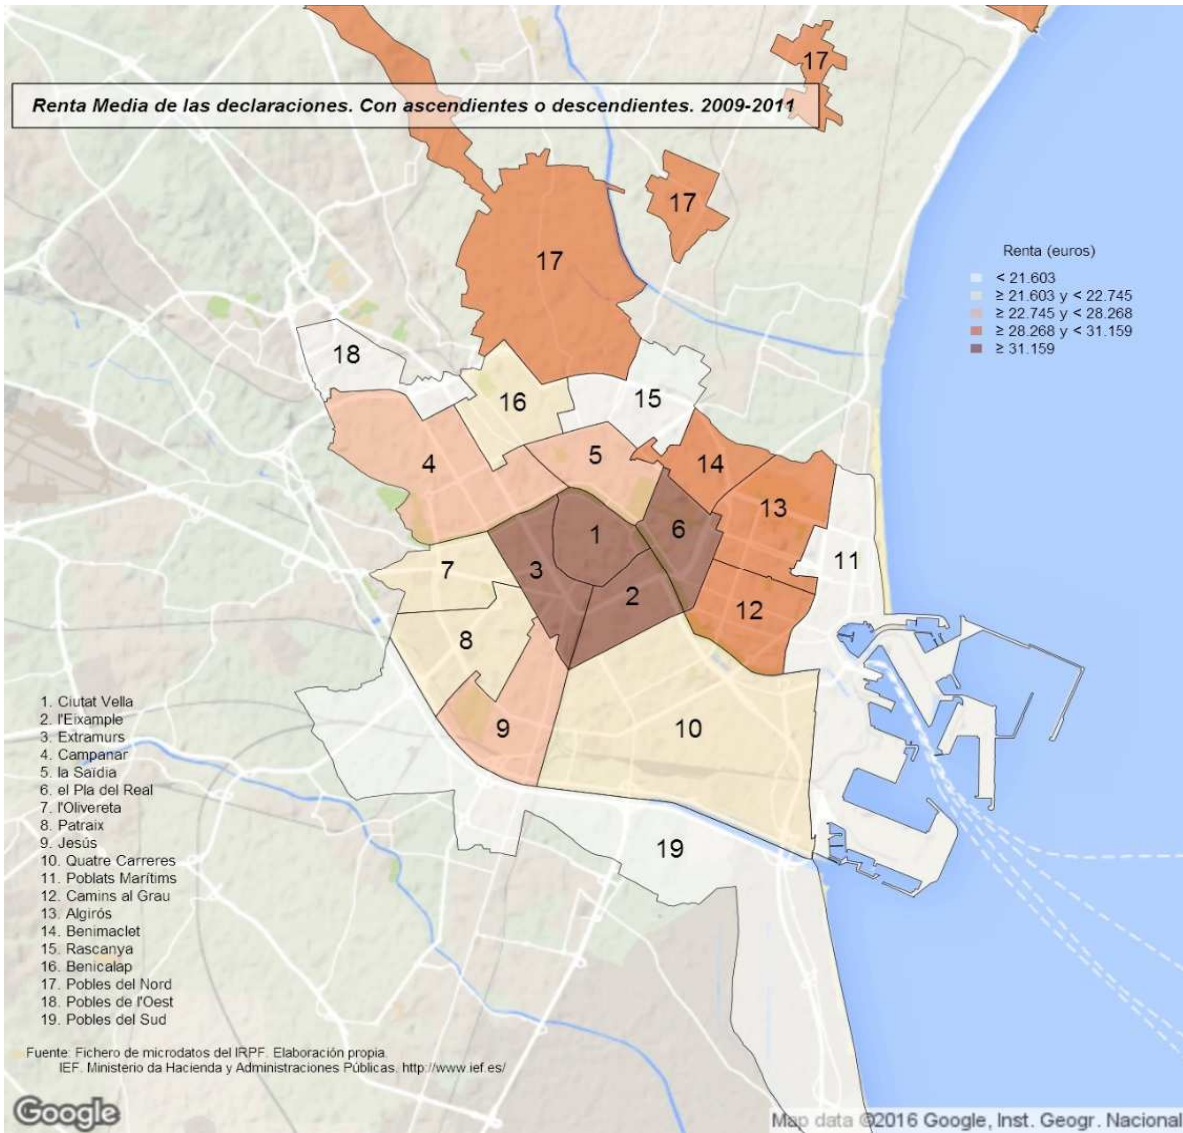 17
Renta Media de las declaraciones. Con ascendientes o descendientes. 2009-2011
17
17
Renta (euros)
< 21.603
≥ 21.603 y < 22.745
≥ 22.745 y < 28.268
≥ 28.268 y < 31.159
≥ 31.159
18
16
15
4
5
14
13
6
1
11
3
7
2
12
8
9
10
19
1. Ciutat Vella
2. l'Eixample
3. Extramurs
4. Campanar
5. la Saïdia
6. el Pla del Real
7. l'Olivereta
8. Patraix
9. Jesús
10. Quatre Carreres
11. Poblats Marítims
12. Camins al Grau
13. Algirós
14. Benimaclet
15. Rascanya
16. Benicalap
17. Pobles del Nord
18. Pobles de l'Oest
19. Pobles del Sud
Fuente: Fichero de microdatos del IRPF. Elaboración propia.
IEF. Ministerio da Hacienda y Administraciones Públicas. http://www.ief.es/
Google
Map data ©2016 Google, Inst. Geogr. Nacional